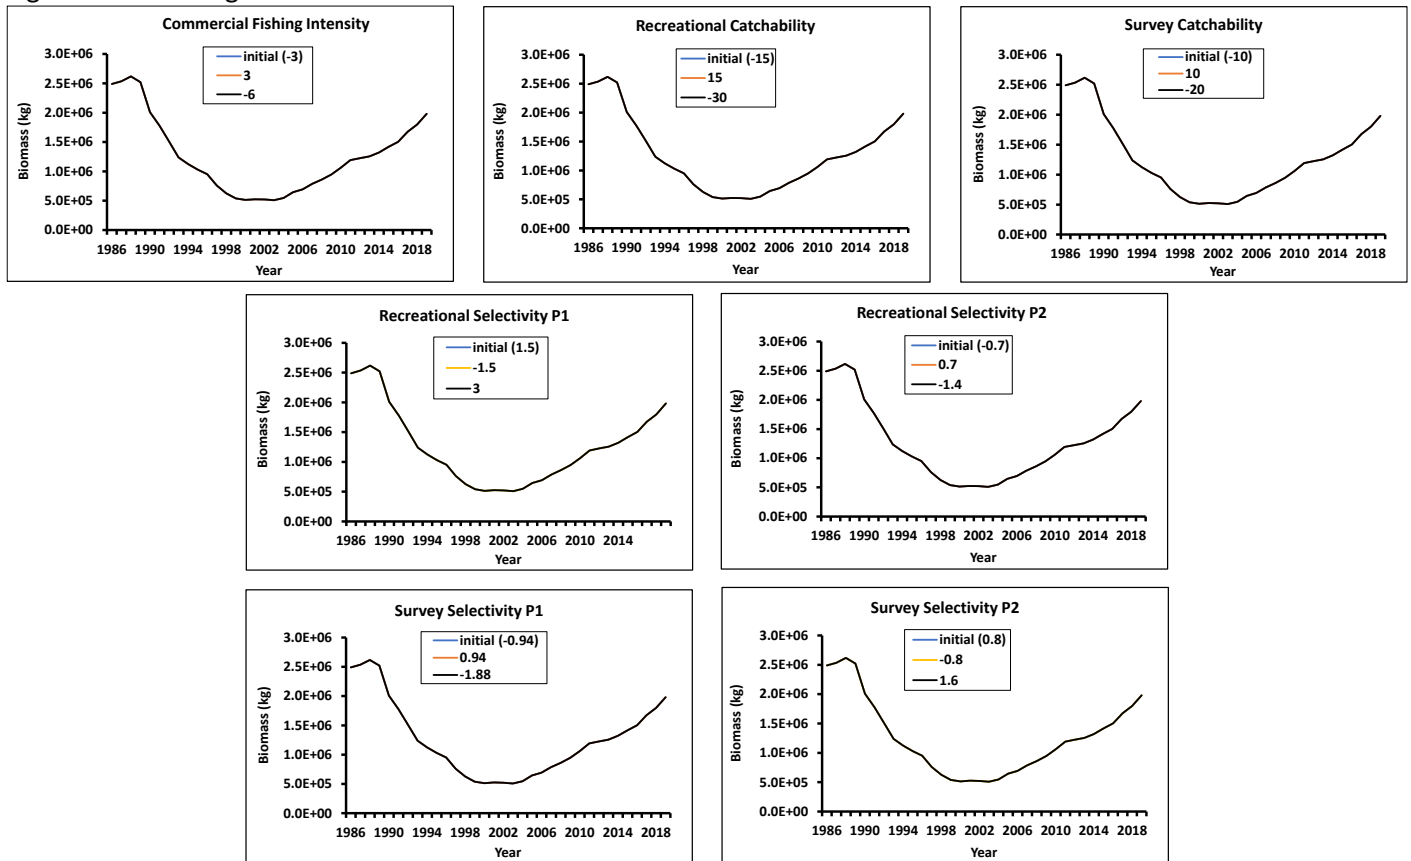 Commercial Fishing Intensity
initial (-3)
3
-6
3.0E+06
2.5E+06
2.0E+06
1.5E+06
1.0E+06
5.0E+05
0.0E+00
Biomass (kg)
1986 1990 1994 1998 2002 2006 2010 2014 2018
Year
Recreational Catchability
initial (-15)
15
-30
3.0E+06
2.5E+06
2.0E+06
1.5E+06
1.0E+06
5.0E+05
0.0E+00
Biomass (kg)
1986 1990 1994 1998 2002 2006 2010 2014 2018
Year
Survey Catchability
initial (-10)
10
-20
3.0E+06
2.5E+06
2.0E+06
1.5E+06
1.0E+06
5.0E+05
0.0E+00
Biomass (kg)
1986 1990 1994 1998 2002 2006 2010 2014 2018
Year
Recreational Selectivity P1
initial (1.5)
-1.5
3
3.0E+06
2.5E+06
2.0E+06
1.5E+06
1.0E+06
5.0E+05
0.0E+00
Biomass (kg)
1986 1990 1994 1998 2002 2006 2010 2014
Year
Recreational Selectivity P2
initial (-0.7)
0.7
-1.4
3.0E+06
2.5E+06
2.0E+06
1.5E+06
1.0E+06
5.0E+05
0.0E+00
Biomass (kg)
1986 1990 1994 1998 2002 2006 2010 2014 2018
Year
Survey Selectivity P1
initial (-0.94)
0.94
-1.88
3.0E+06
2.5E+06
2.0E+06
1.5E+06
1.0E+06
5.0E+05
0.0E+00
Biomass (kg)
1986 1990 1994 1998 2002 2006 2010 2014 2018
Year
Survey Selectivity P2
initial (0.8)
-0.8
1.6
3.0E+06
2.5E+06
2.0E+06
1.5E+06
1.0E+06
5.0E+05
0.0E+00
Biomass (kg)
1986 1990 1994 1998 2002 2006 2010 2014 2018
Year